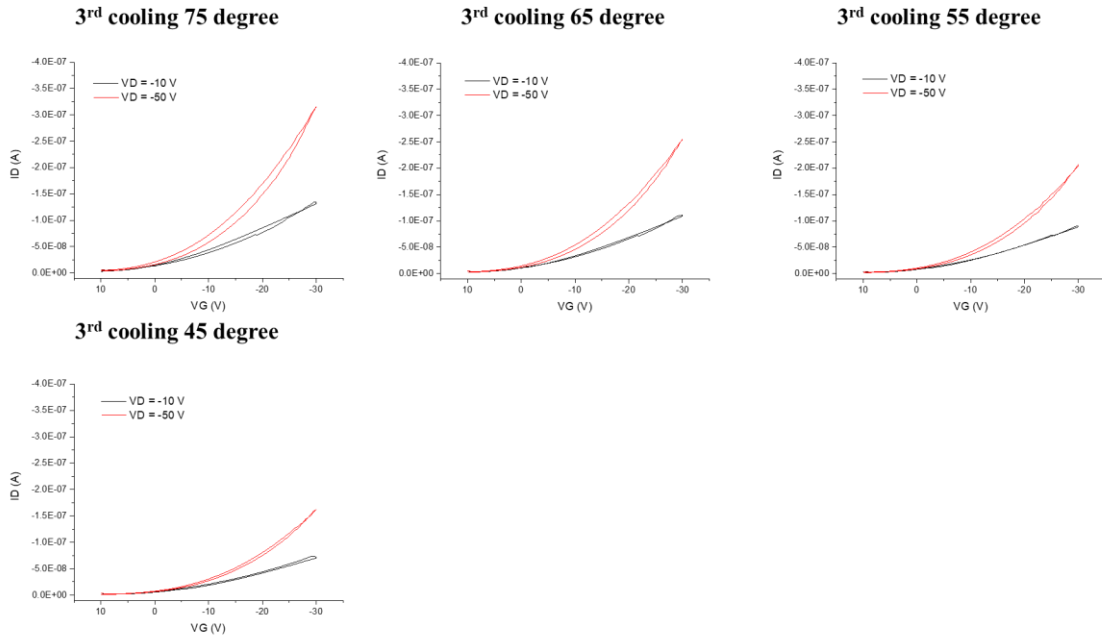 3rd cooling 75 degree
-4.0E-07
-3.5E-07
-3.0E-07
-2.5E-07
-2.0E-07
-1.5E-07
-1.0E-07
-5.0E-08
0.0E+00
ID (A)
VD = -10 V
VD = -50 V
10 0 -10 -20 -30
VG (V)
3rd cooling 65 degree
-4.0E-07
-3.5E-07
-3.0E-07
-2.5E-07
-2.0E-07
-1.5E-07
-1.0E-07
-5.0E-08
0.0E+00
ID (A)
VD = -10 V
VD = -50 V
10 0 -10 -20 -30
VG (V)
3rd cooling 55 degree
-4.0E-07
-3.5E-07
-3.0E-07
-2.5E-07
-2.0E-07
-1.5E-07
-1.0E-07
-5.0E-08
0.0E+00
ID (A)
VD = -10 V
VD = -50 V
10 0 -10 -20 -30
VG (V)
3rd cooling 45 degree
-4.0E-07
-3.5E-07
-3.0E-07
-2.5E-07
-2.0E-07
-1.5E-07
-1.0E-07
-5.0E-08
0.0E+00
ID (A)
VD = -10 V
VD = -50 V
10 0 -10 -20 -30
VG (V)